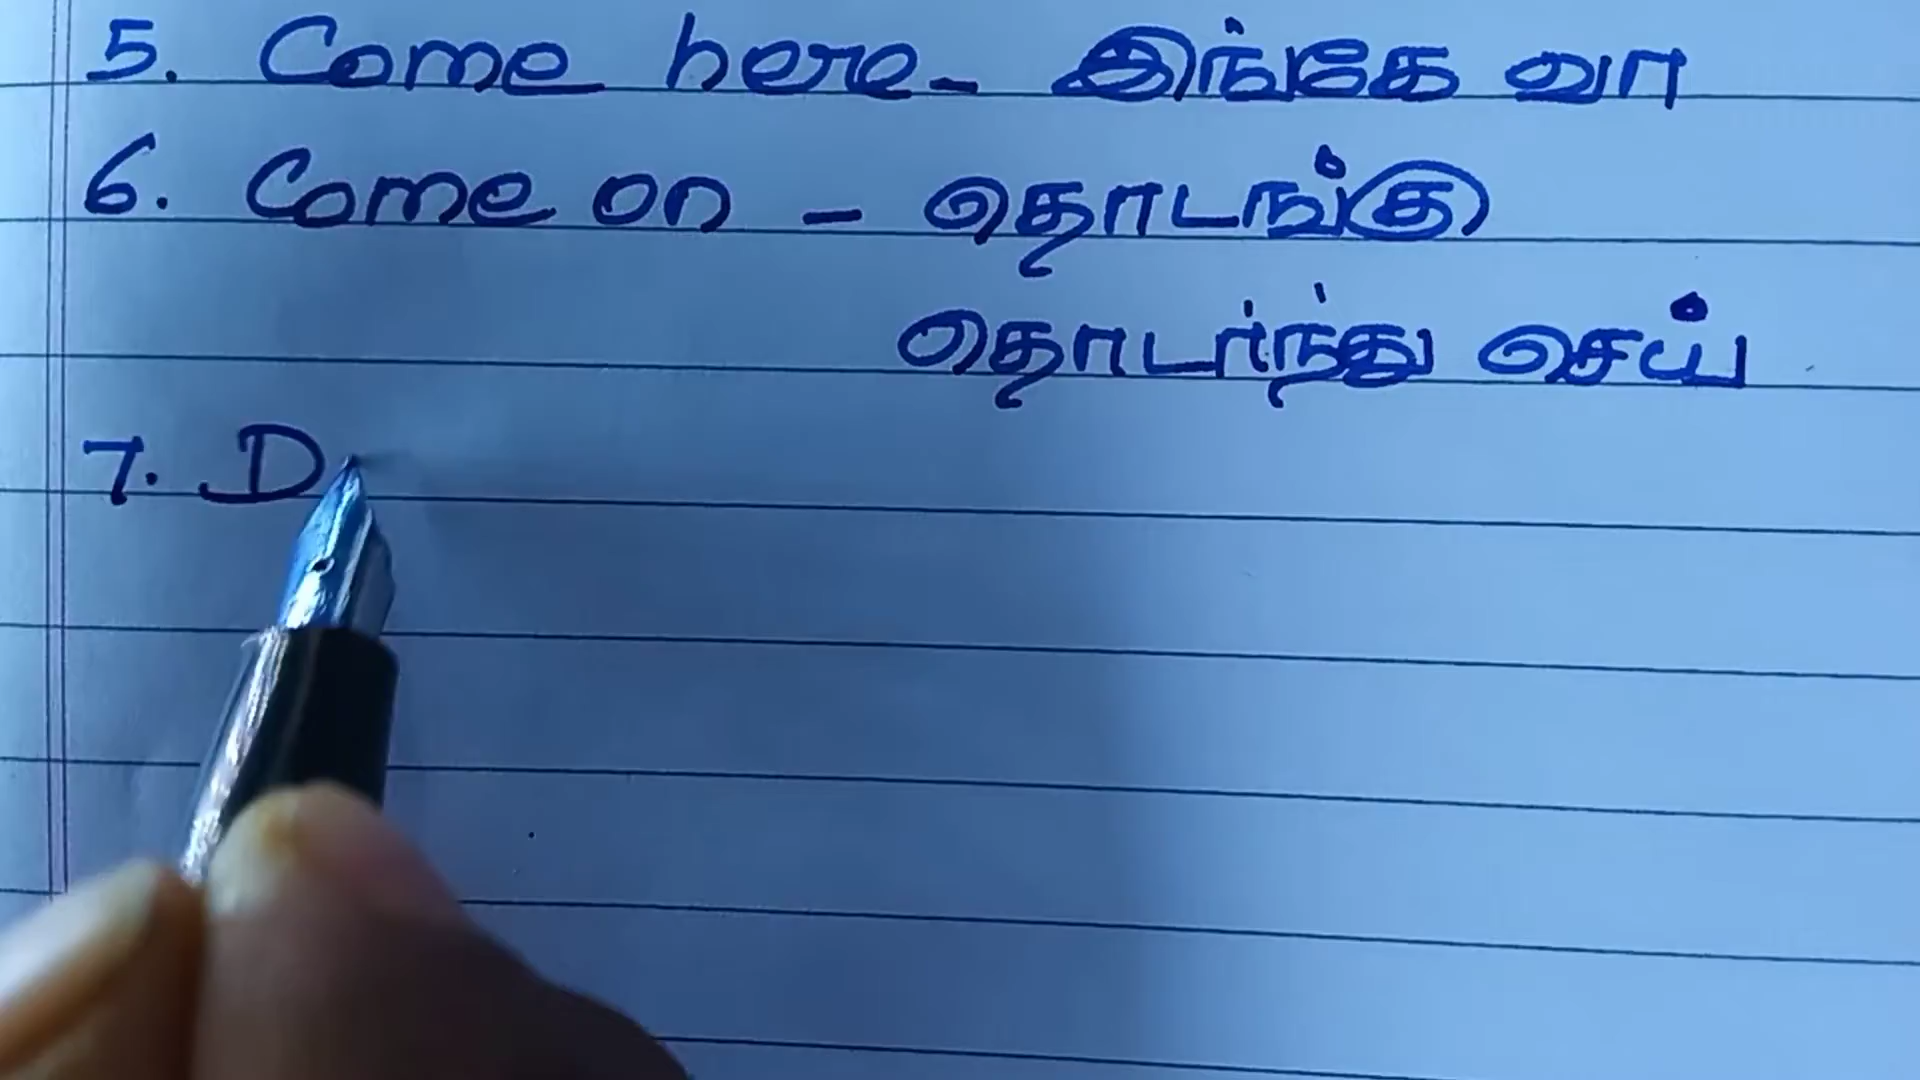 5. Come here - இங்கே வா
6. Come on - தொடங்கு
தொடர்ந்து செய்
7. D